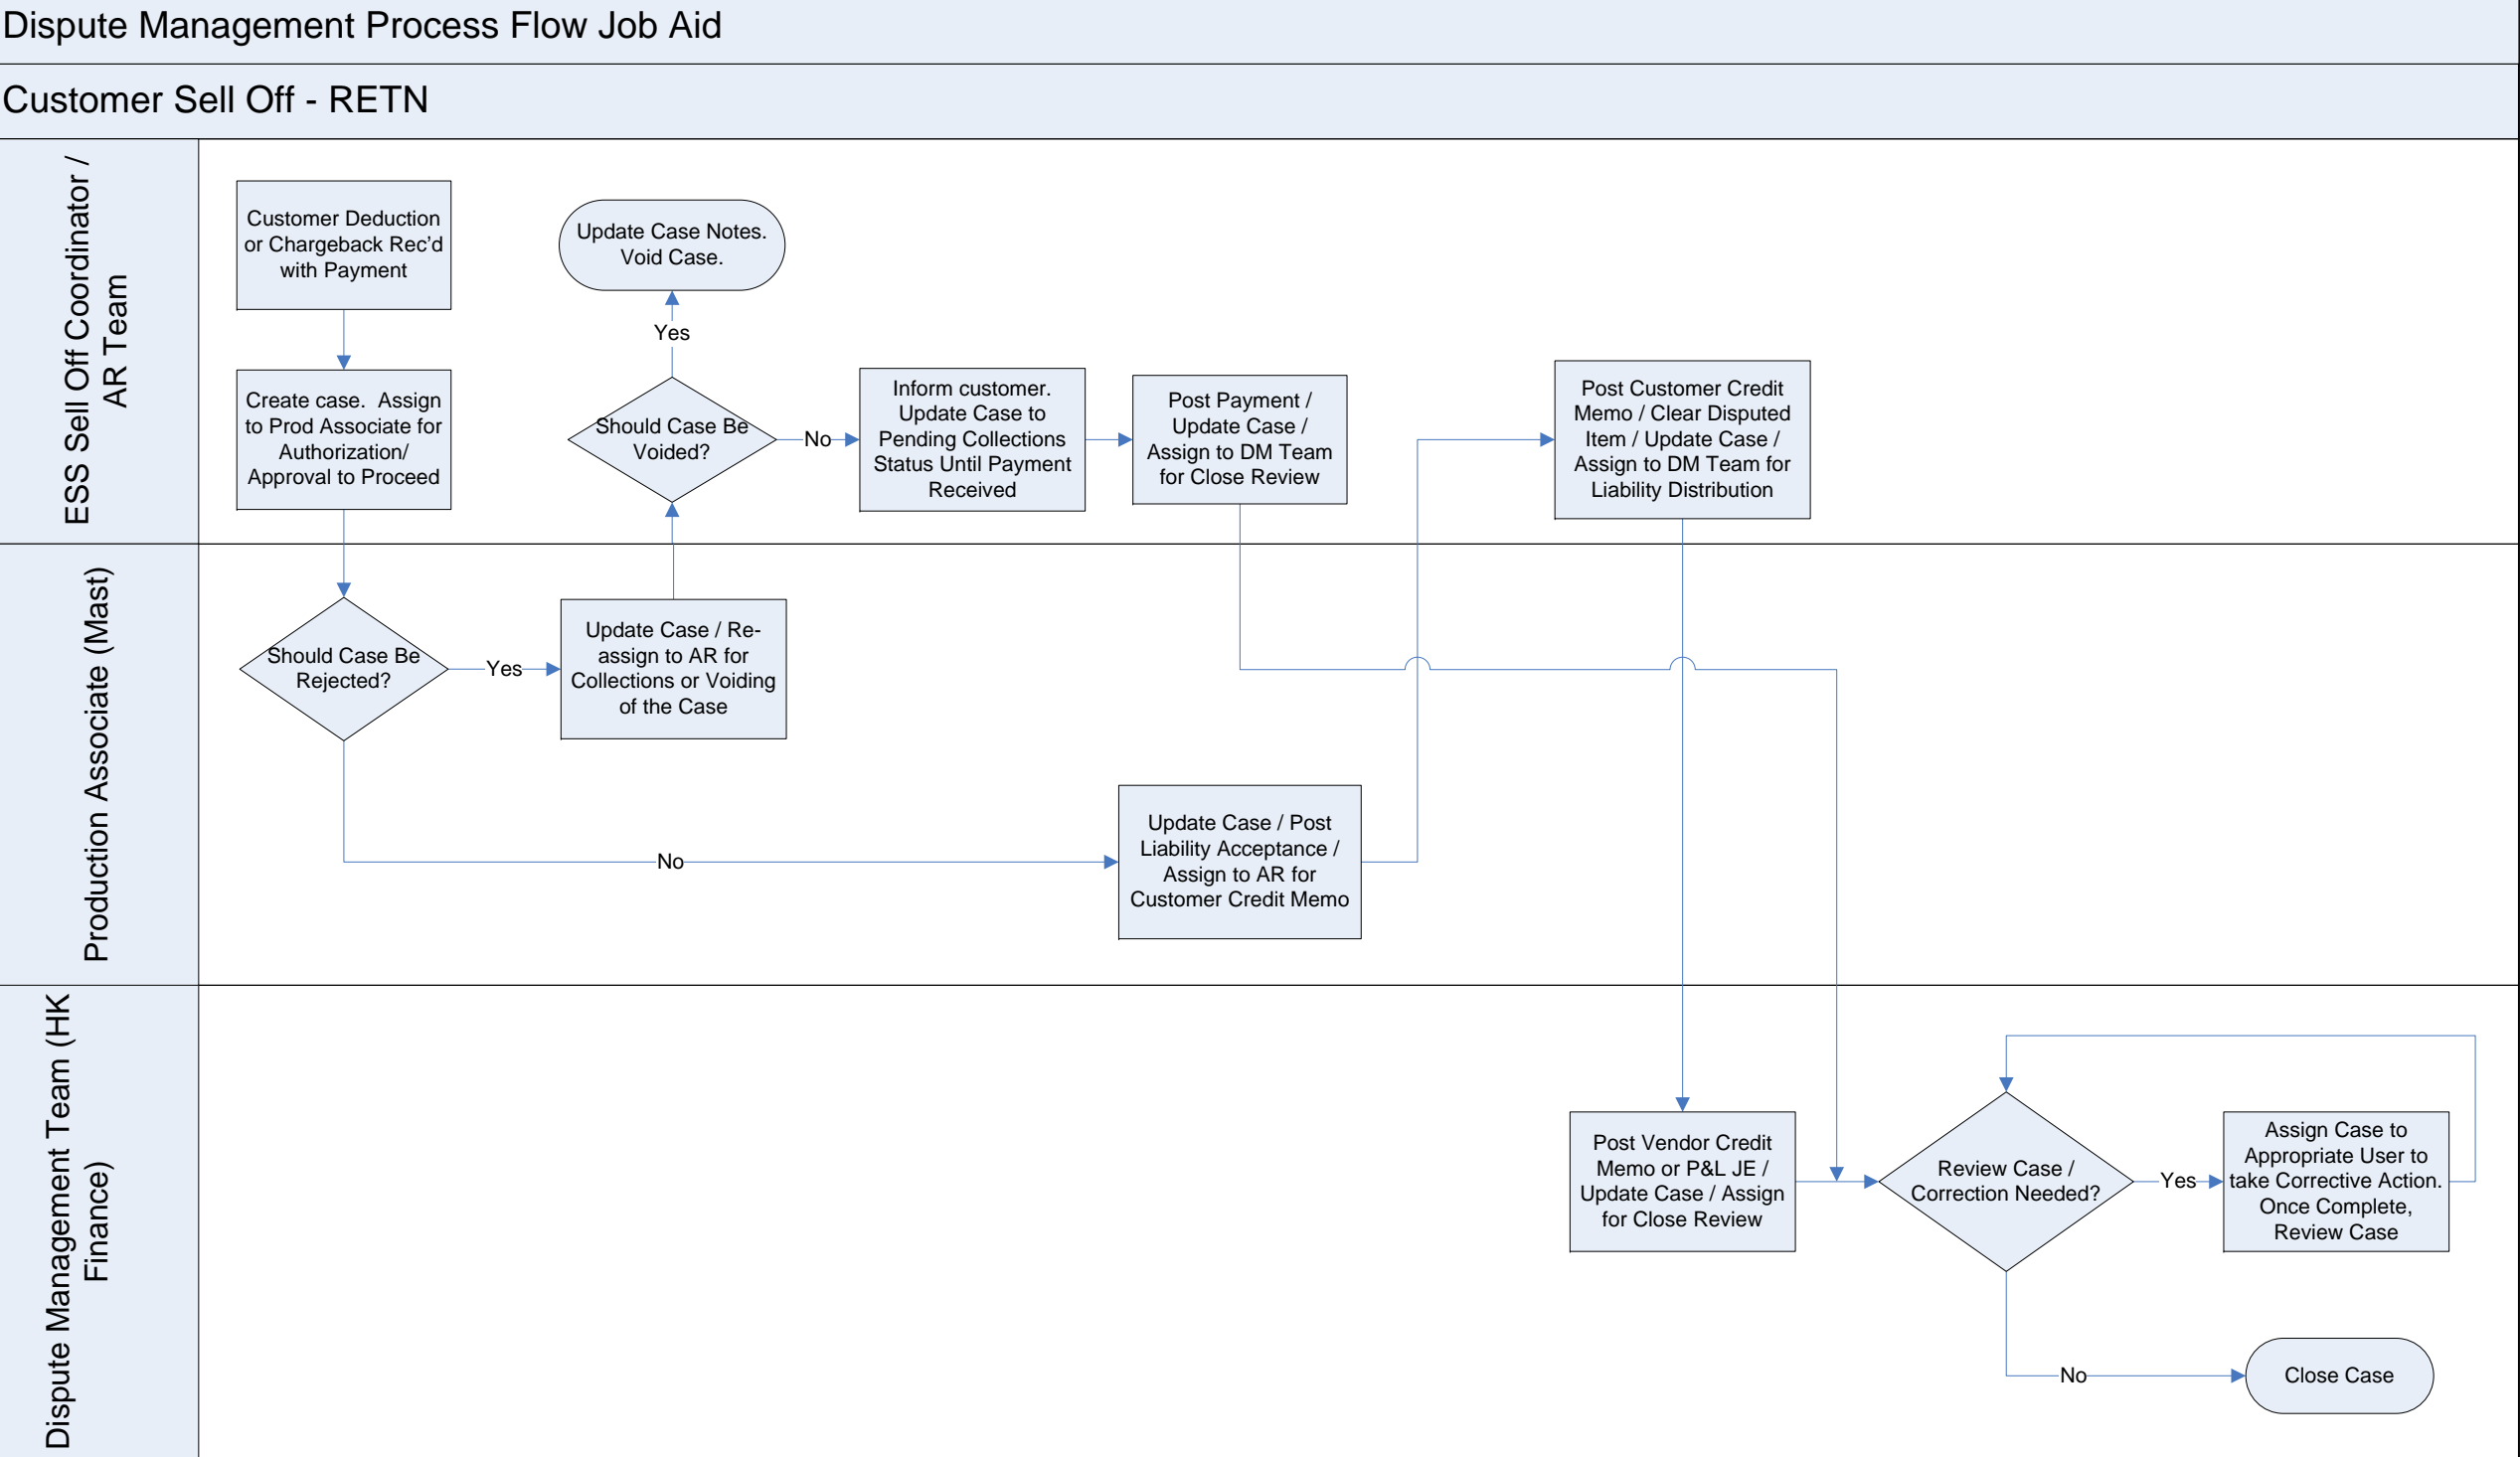 Dispute Management Process Flow Job Aid
Customer Sell Off - RETN
ESS Sell Off Coordinator /
AR Team
Customer Deduction
or Chargeback Rec’d
with Payment
Create case.  Assign
to Prod Associate for
Authorization/
Approval to Proceed
Update Case Notes.
Void Case.
Yes
Should Case Be
Voided?
No
Inform customer.
Update Case to
Pending Collections
Status Until Payment
Received
Post Payment /
Update Case /
Assign to DM Team
for Close Review
Post Customer Credit
Memo / Clear Disputed
Item / Update Case /
Assign to DM Team for
Liability Distribution
Production Associate (Mast)
Should Case Be
Rejected?
Yes
Update Case / Re-
assign to AR for
Collections or Voiding
of the Case
No
Update Case / Post
Liability Acceptance /
Assign to AR for
Customer Credit Memo
Dispute Management Team (HK
Finance)
Post Vendor Credit
Memo or P&L JE /
Update Case / Assign
for Close Review
Review Case /
Correction Needed?
Yes
Assign Case to
Appropriate User to
take Corrective Action.
Once Complete,
Review Case
No
Close Case